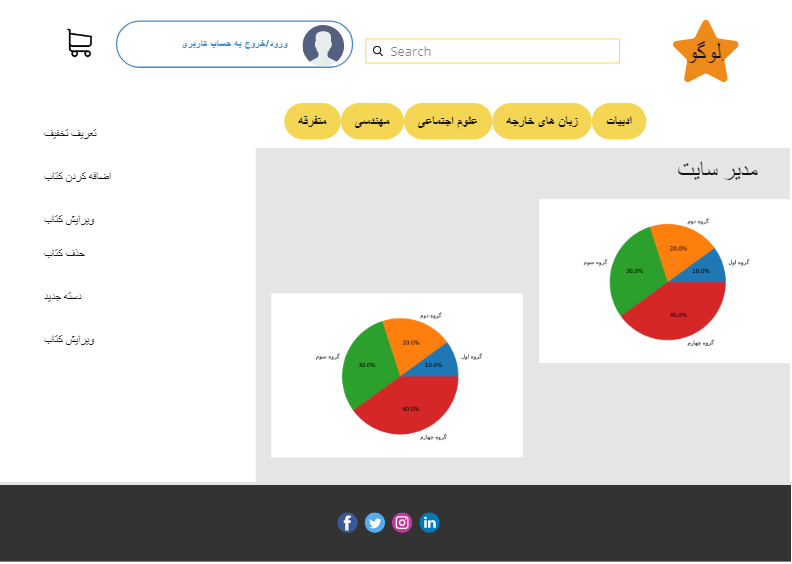 لوگو
Search
ورود/خروج به حساب کاربری
ادبیات
زبان های خارجه
علوم اجتماعی
مهندسی
متفرقه
مدیر سایت
تعریف تخفیف
اضافه کردن کتاب
ویرایش کتاب
حذف کتاب
دسته جدید
ویرایش کتاب
گروه دوم
20.0%
گروه اول
10.0%
گروه سوم
30.0%
40.0%
گروه چهارم
گروه دوم
20.0%
گروه اول
10.0%
گروه سوم
30.0%
40.0%
گروه چهارم